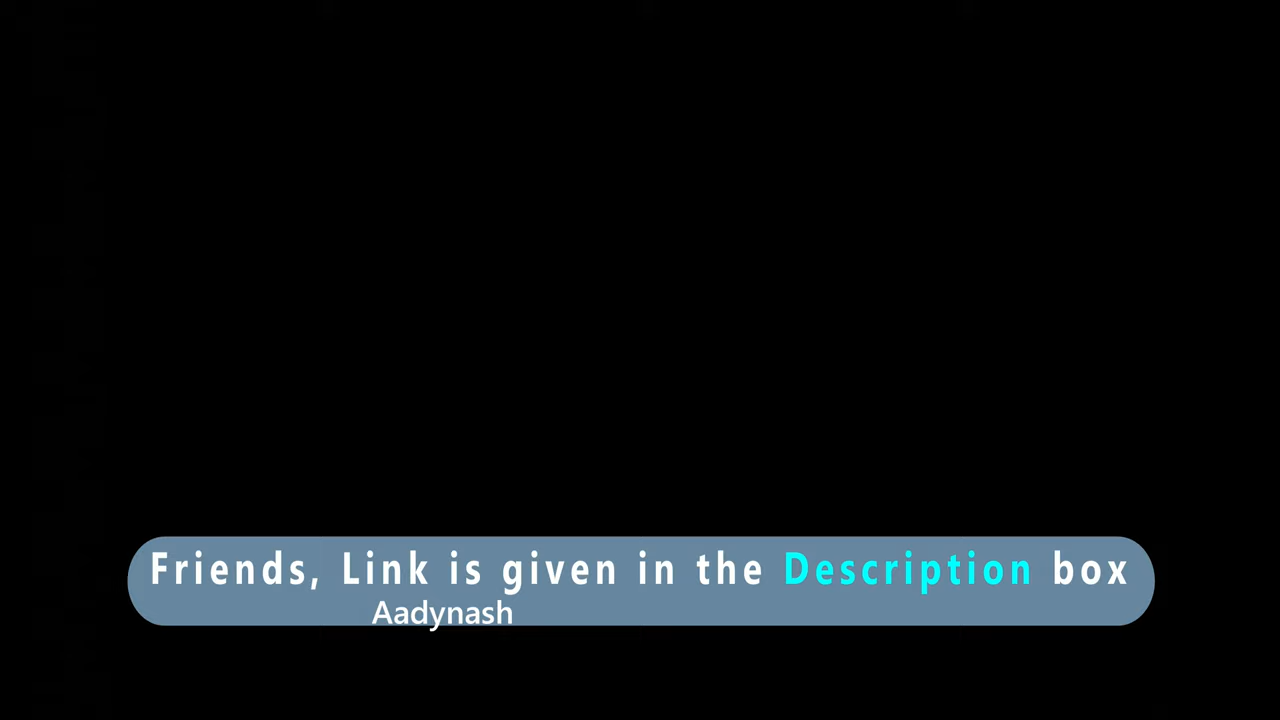 Friends, Link is given in the Description box
Aadynash